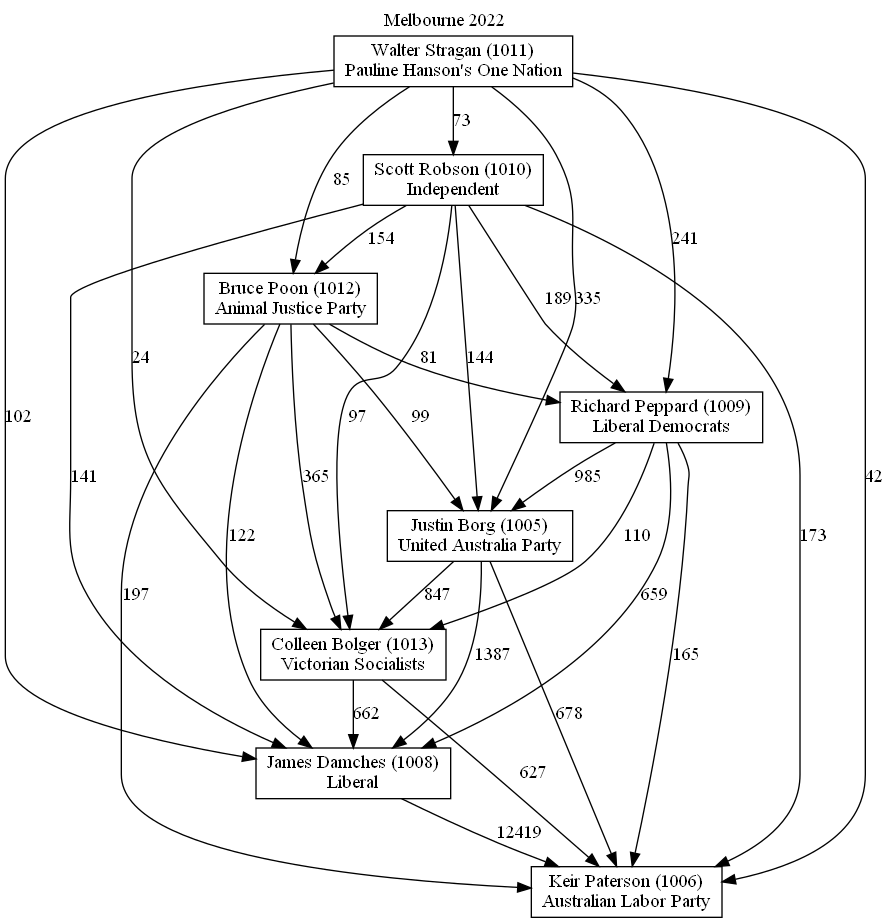 Melbourne 2022
Walter Stragan (1011)
Pauline Hanson's One Nation
73
Scott Robson (1010)
Independent
85
154
241
Bruce Poon (1012)
Animal Justice Party
189
335
24
81
97
144
Richard Peppard (1009)
Liberal Democrats
102
99
141
365
985
42
Justin Borg (1005)
United Australia Party
122
110
173
197
847
659
Colleen Bolger (1013)
Victorian Socialists
1387
165
662
678
James Damches (1008)
Liberal
627
12419
Keir Paterson (1006)
Australian Labor Party